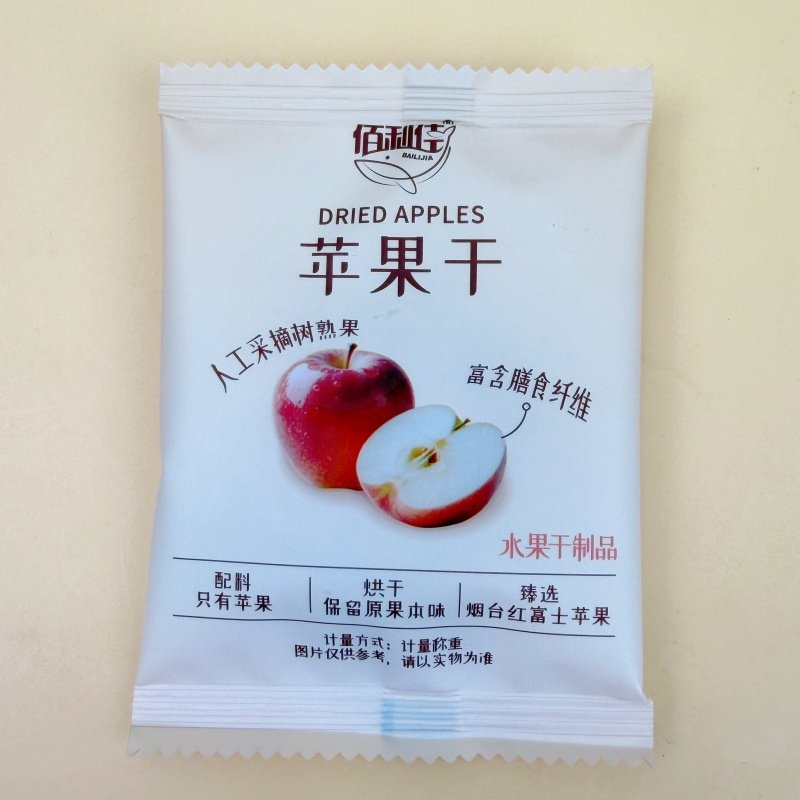 佰利佳
BAILIJIA
DRIED APPLES
苹果干
人工采摘树熟果
富含膳食纤维
水果干制品
配料
只有苹果
烘干
保留原果本味
臻选
烟台红富士苹果
计量方式：计量称重
图片仅供参考，请以实物为准